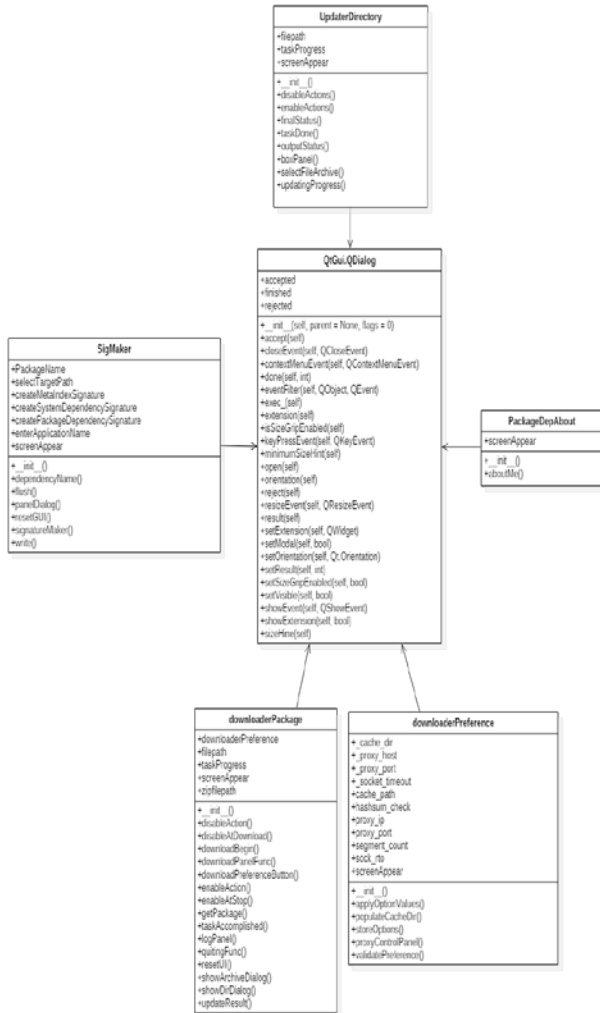 UpdaterDirectory
+filepath
+taskProgress
+screenAppear
+__init__()
+disableActions()
+enableActions()
+finalStatus()
+taskDone()
+outputStatus()
+boxPanel()
+selectFileArchive()
+updatingProgress()
QtGui.QDialog
+accepted
+finished
+rejected
+__init__(self, parent = None, flags = 0)
+accept(self)
+closeEvent(self, QCloseEvent)
+contextMenuEvent(self, QContextMenuEvent)
+done(self, int)
+eventFilter(self, QObject, QEvent)
+exec_(self)
+extension(self)
+isSizeGripEnabled(self)
+keyPressEvent(self, QKeyEvent)
+minimumSizeHint(self)
+open(self)
+orientation(self)
+reject(self)
+resizeEvent(self, QResizeEvent)
+result(self)
+setExtension(self, QWidget)
+setModal(self, bool)
+setOrientation(self, Qt.Orientation)
+setResult(self, int)
+setSizeGripEnabled(self, bool)
+setVisible(self, bool)
+showEvent(self, QShowEvent)
+showExtension(self, bool)
+sizeHine(self)
SigMaker
+PackageName
+selectTargetPath
+createMetaIndexSignature
+createSystemDependencySignature
+createPackageDependencySignature
+enterApplicationName
+screenAppear
+__init__()
+dependencyName()
+flush()
+panelDialog()
+resetGUI()
+signatureMaker()
+write()
PackageDepAbout
+screenAppear
+__init__()
+aboutMe()
downloaderPackage
+downloaderPreference
+filepath
+taskProgress
+screenAppear
+zipfilepath
+__init__()
+disableAction()
+disableAtDownload()
+downloadBegin()
+downloadPanelFunc()
+downloadPreferenceButton()
+enableAction()
+enableAtStop()
+getPackage()
+taskAccomplished()
+logPanel()
+quitingFunc()
+resetUI()
+showArchiveDialog()
+showDirDialog()
+updateResult()
downloaderPreference
+_cache_dir
+_proxy_host
+_proxy_port
+_socket_timeout
+cache_path
+hashsum_check
+proxy_ip
+proxy_port
+segment_count
+sock_rto
+screenAppear
+__init__()
+applyOptionValues()
+populateCacheDir()
+storeOptions()
+proxyControlPanel()
+validatePreference()